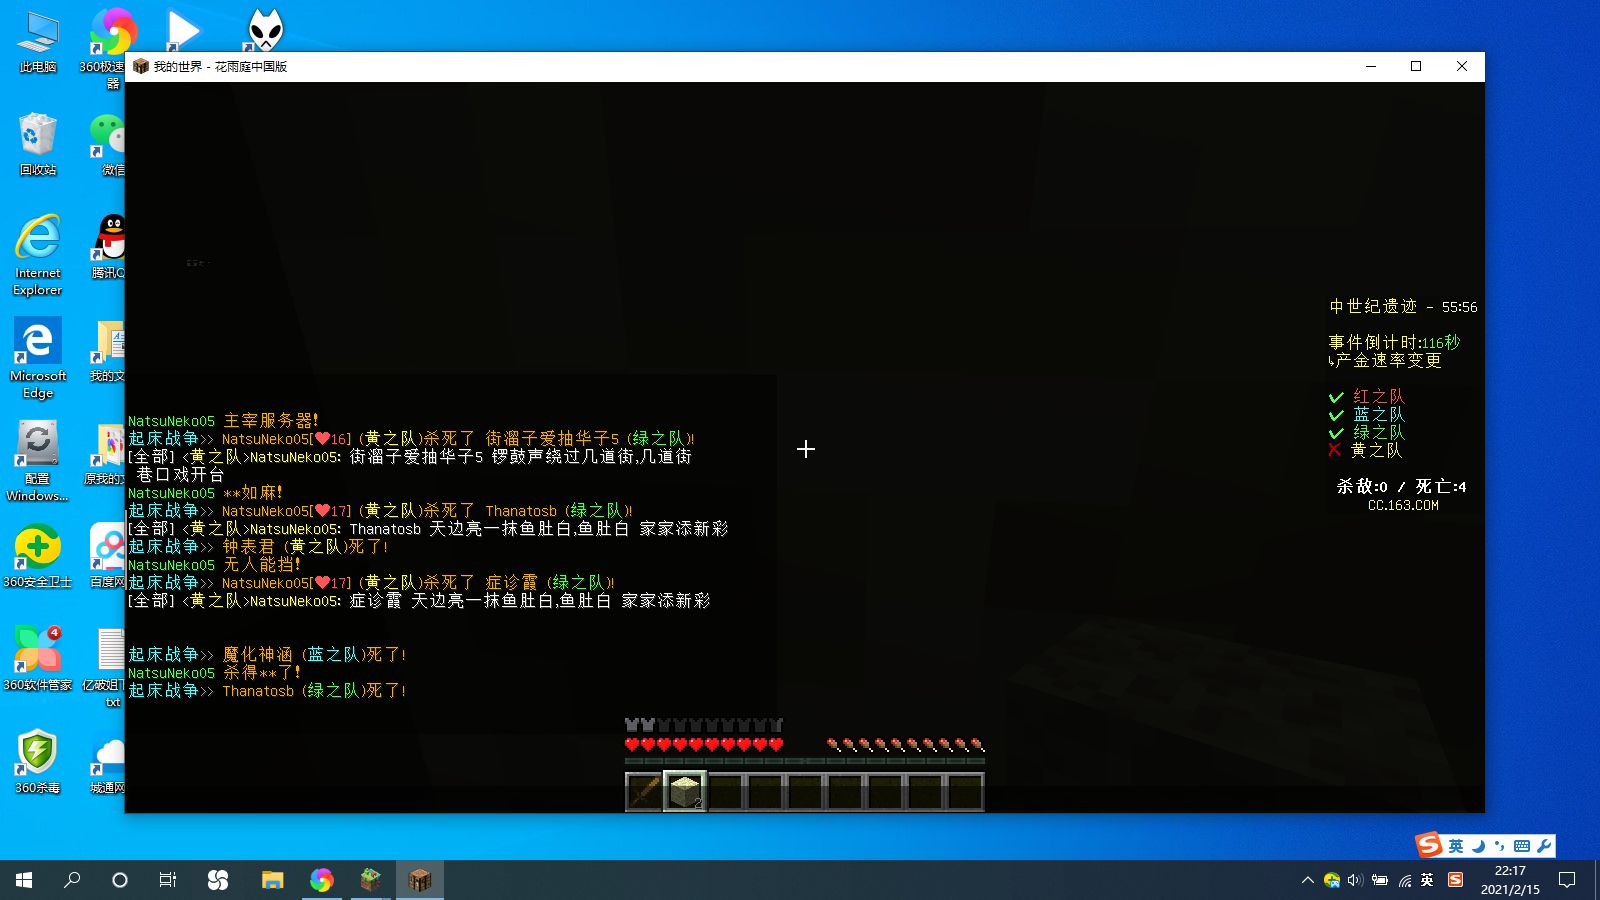 此电脑
360极速
器
回收站
微信
Internet
Explorer
腾讯Q
Microsoft
Edge
我的文
配置
Windows...
原我的文
360安全卫士
百度网
4
360软件管家
亿破姐下
txt
360杀毒
城通网
我的世界 - 花雨庭中国版
NatsuNeko05 主宰服务器!
起床战争>> NatsuNeko05[♥16] (黄之队)杀死了 街溜子爱抽华子5 (绿之队)!
[全部] <黄之队>NatsuNeko05: 街溜子爱抽华子5 锣鼓声绕过几道街,几道街
巷口戏开台
NatsuNeko05 **如麻!
起床战争>> NatsuNeko05[♥17] (黄之队)杀死了 Thanatosb (绿之队)!
[全部] <黄之队>NatsuNeko05: Thanatosb 天边亮一抹鱼肚白,鱼肚白 家家添新彩
起床战争>> 钟表君 (黄之队)死了!
NatsuNeko05 无人能挡!
起床战争>> NatsuNeko05[♥17] (黄之队)杀死了 症诊霞 (绿之队)!
[全部] <黄之队>NatsuNeko05: 症诊霞 天边亮一抹鱼肚白,鱼肚白 家家添新彩
起床战争>> 魔化神涵 (蓝之队)死了!
NatsuNeko05 杀得**了!
起床战争>> Thanatosb (绿之队)死了!
中世纪遗迹 - 55:56
事件倒计时:116秒
↳产金速率变更
✔ 红之队
✔ 蓝之队
✔ 绿之队
✘ 黄之队
杀敌:0 / 死亡:4
CC.163.COM
2
S 英
英 S
22:17
2021/2/15